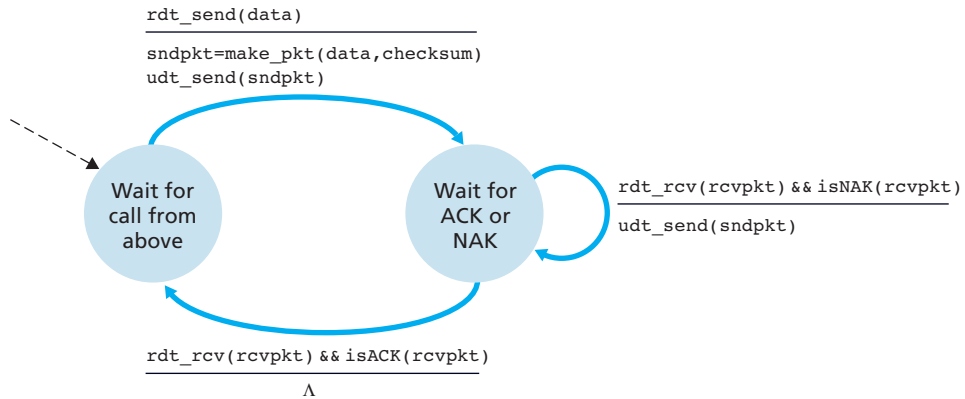 rdt_send(data)
sndpkt=make_pkt(data,checksum)
udt_send(sndpkt)
Wait for
call from
above
Wait for
ACK or
NAK
rdt_rcv(rcvpkt) && isNAK(rcvpkt)
udt_send(sndpkt)
rdt_rcv(rcvpkt) && isACK(rcvpkt)
Λ